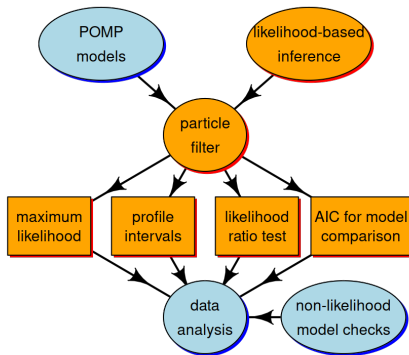 POMP
models
likelihood-based
inference
particle
filter
maximum
likelihood
profile
intervals
likelihood
ratio test
AIC for model
comparison
data
analysis
non-likelihood
model checks